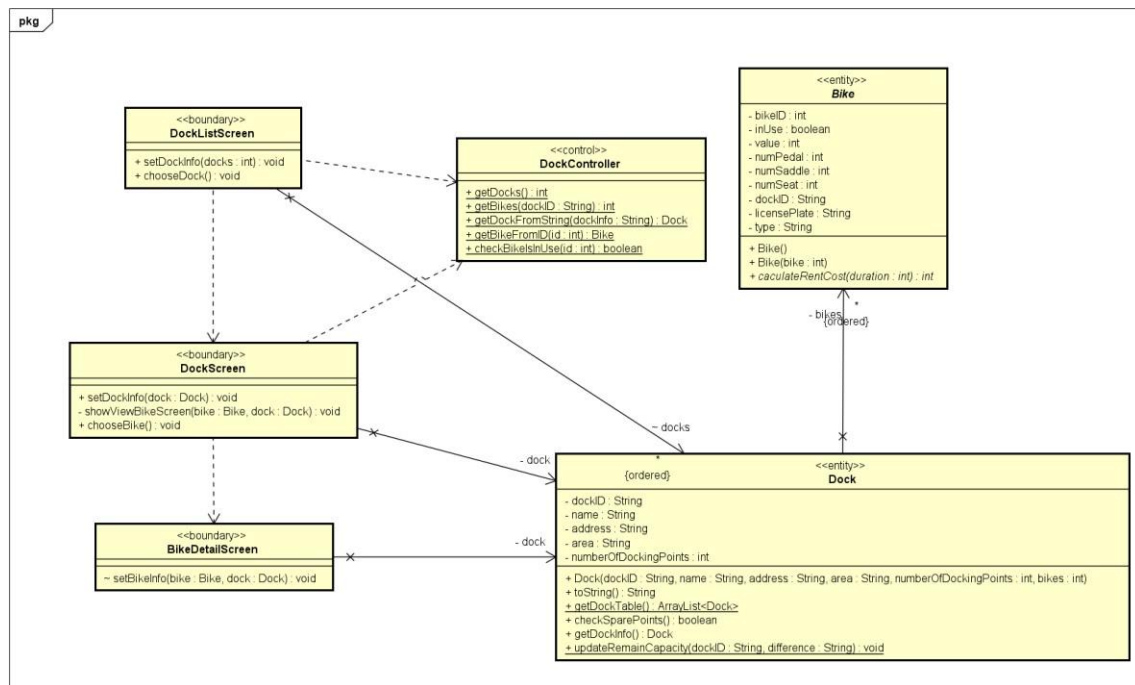 pkg
<<boundary>>
DockListScreen
+ setDockInfo(docks : int) : void
+ chooseDock() : void
<<control>>
DockController
+ getDocks() : int
+ getBikes(dockID : String) : int
+ getDockFromString(dockInfo : String) : Dock
+ getBikeFromID(id : int) : Bike
+ checkBikeIsInUse(id : int) : boolean
<<entity>>
Bike
- bikeID : int
- inUse : boolean
- value : int
- numPedal : int
- numSaddle : int
- numSeat : int
- dockID : String
- licensePlate : String
- type : String
+ Bike()
+ Bike(bike : int)
+ caculateRentCost(duration : int) : int
- bikes
*
{ordered}
<<boundary>>
DockScreen
+ setDockInfo(dock : Dock) : void
- showViewBikeScreen(bike : Bike, dock : Dock) : void
+ chooseBike() : void
~ docks
*
{ordered}
- dock
<<boundary>>
BikeDetailScreen
~ setBikeInfo(bike : Bike, dock : Dock) : void
- dock
<<entity>>
Dock
- dockID : String
- name : String
- address : String
- area : String
- numberOfDockingPoints : int
+ Dock(dockID : String, name : String, address : String, area : String, numberOfDockingPoints : int, bikes : int)
+ toString() : String
+ getDockTable() : ArrayList<Dock>
+ checkSparePoints() : boolean
+ getDockInfo() : Dock
+ updateRemainCapacity(dockID : String, difference : String) : void